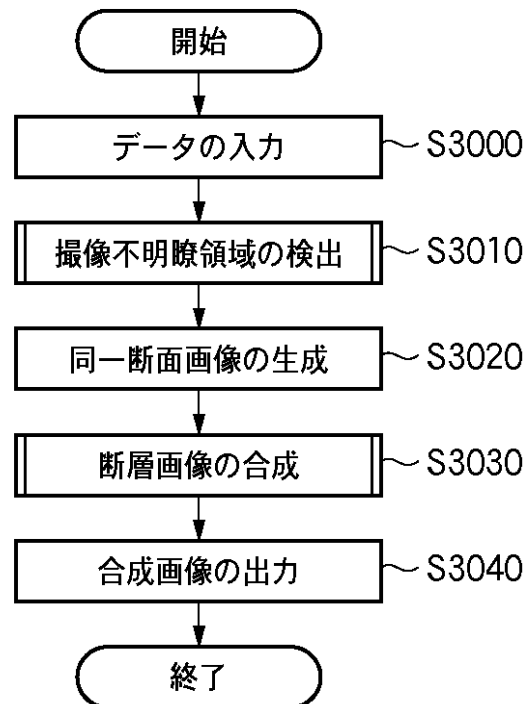 開始
データの入力 S3000
撮像不明瞭領域の検出 S3010
同一断面画像の生成 S3020
断層画像の合成 S3030
合成画像の出力 S3040
終了